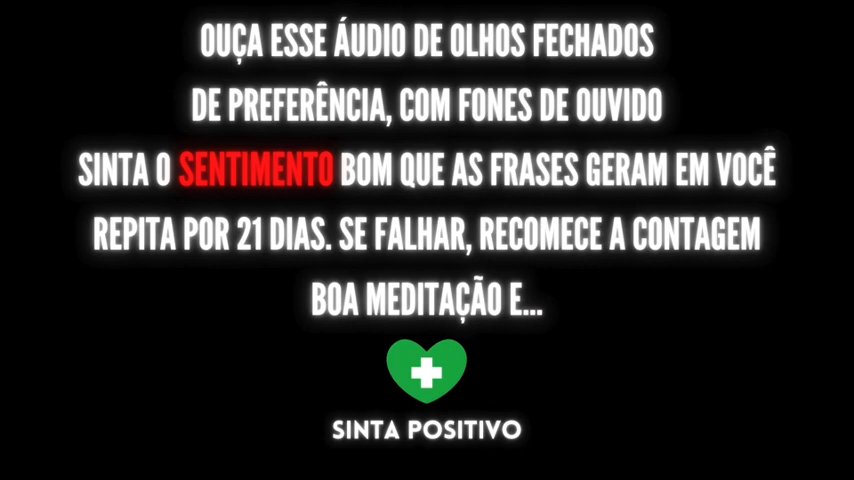 OUÇA ESSE ÁUDIO DE OLHOS FECHADOS
DE PREFERÊNCIA, COM FONES DE OUVIDO
SINTA O SENTIMENTO BOM QUE AS FRASES GERAM EM VOCÊ
REPITA POR 21 DIAS. SE FALHAR, RECOMECE A CONTAGEM
BOA MEDITAÇÃO E...
SINTA POSITIVO